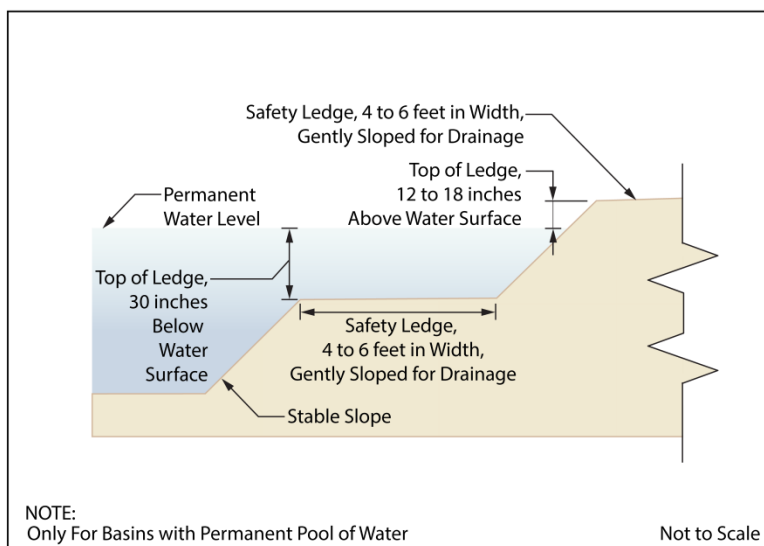 Safety Ledge, 4 to 6 feet in Width,
Gently Sloped for Drainage
Top of Ledge,
12 to 18 inches
Above Water Surface
Permanent
Water Level
Top of Ledge,
30 inches
Below
Water
Surface
Safety Ledge,
4 to 6 feet in Width,
Gently Sloped for Drainage
Stable Slope
NOTE:
Only For Basins with Permanent Pool of Water
Not to Scale